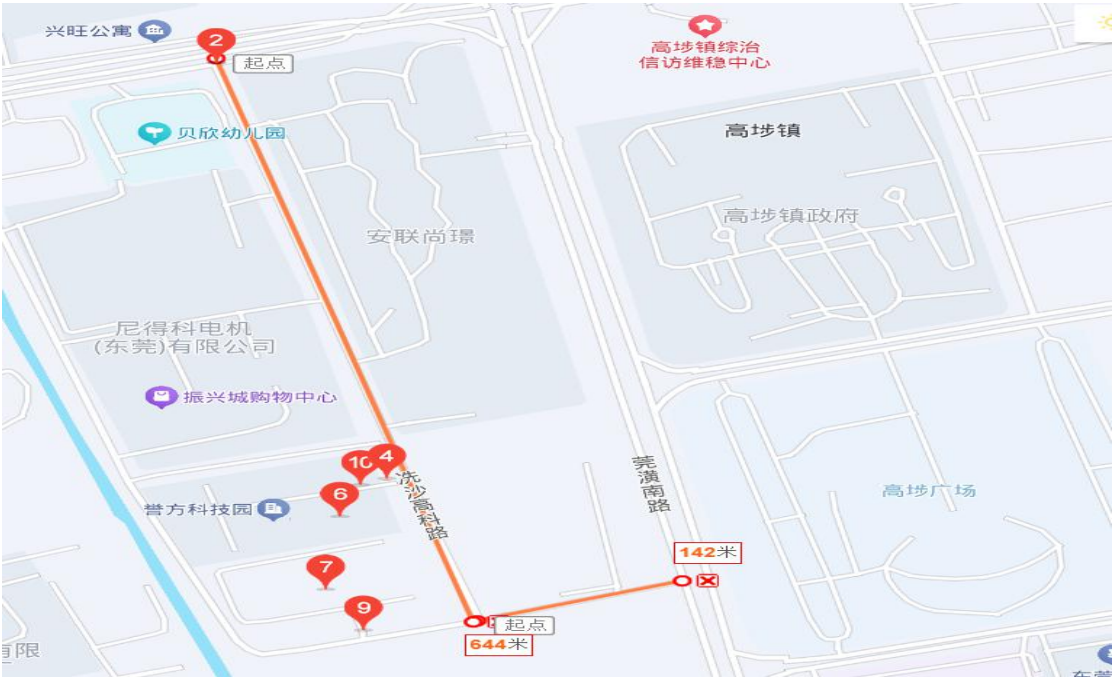 兴旺公寓
2
起点
高埗镇综治
信访维稳中心
贝欣幼儿园
高埗镇
安联尚璟
高埗镇政府
尼得科电机
(东莞)有限公司
振兴城购物中心
10
4
冼沙高科路
莞潢南路
6
誉方科技园
高埗广场
142米
7
9
起点
644米
有限